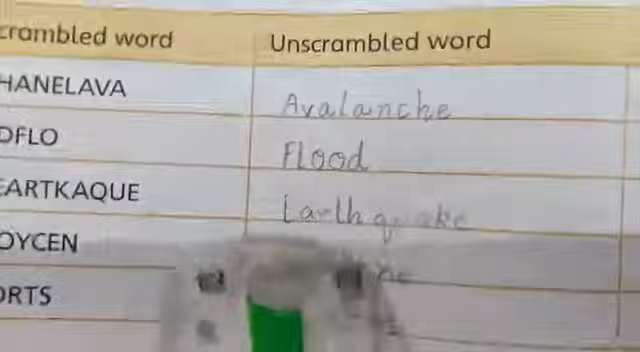 crambled word Unscrambled word
HANELAVA Avalanche
OFLO Flood
EARTKAQUE Earthquake
OYCEN
ORTS